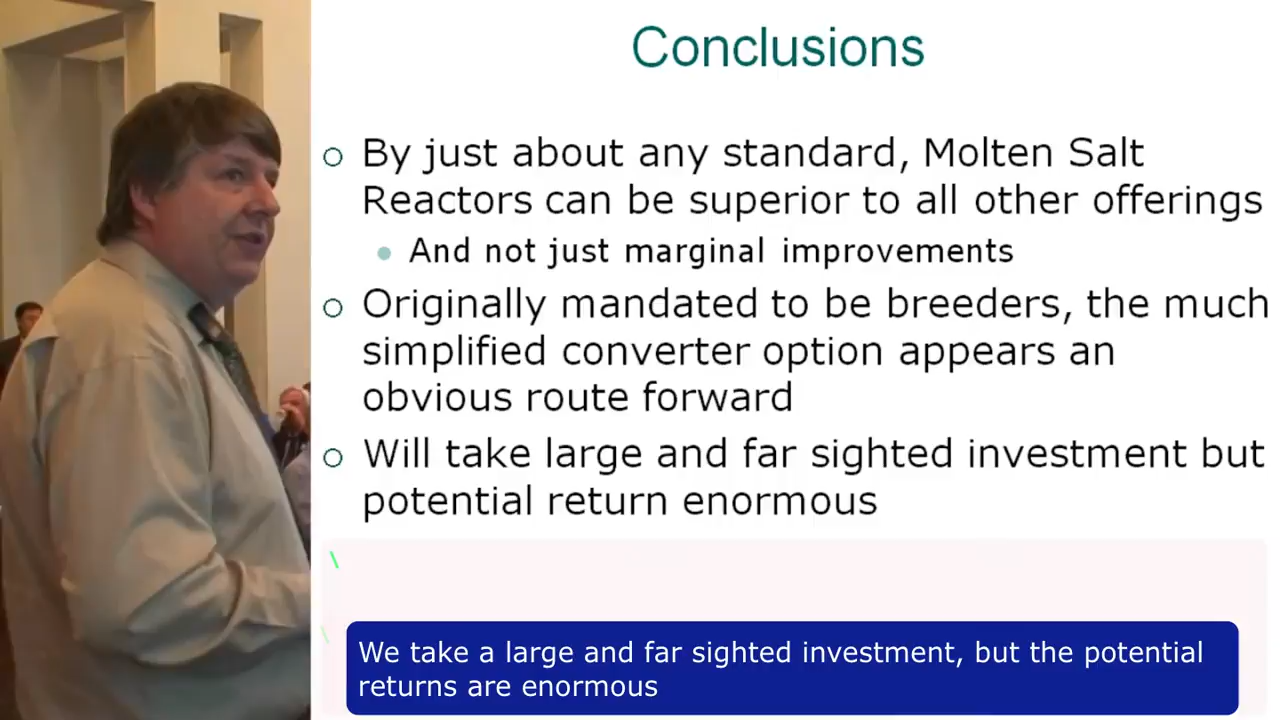 Conclusions
By just about any standard, Molten Salt
Reactors can be superior to all other offerings
And not just marginal improvements
Originally mandated to be breeders, the much
simplified converter option appears an
obvious route forward
Will take large and far sighted investment but
potential return enormous
We take a large and far sighted investment, but the potential
returns are enormous